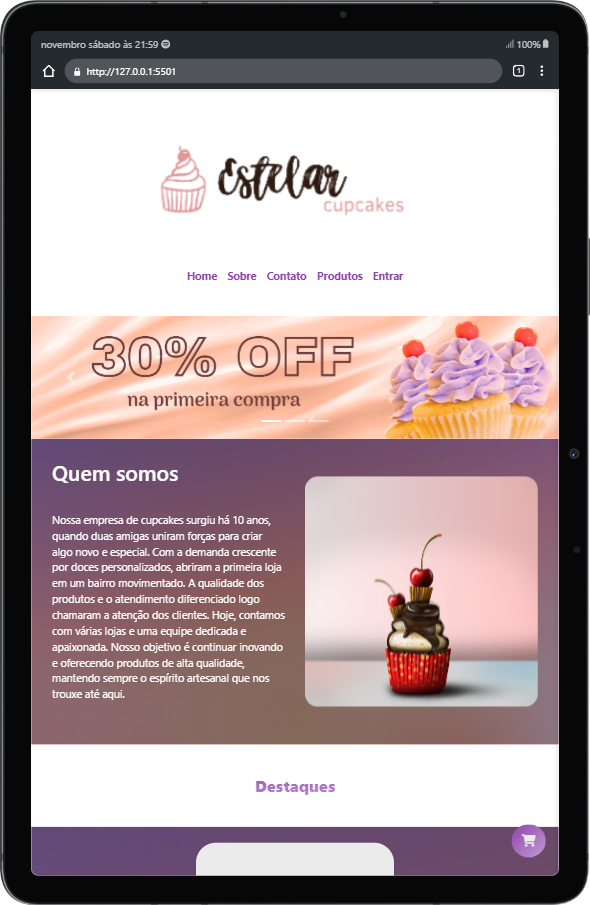 novembro sábado às 21:59
100%
http://127.0.0.1:5501
1
Estelar
cupcakes
Home Sobre Contato Produtos Entrar
30% OFF
na primeira compra
Quem somos
Nossa empresa de cupcakes surgiu há 10 anos,
quando duas amigas uniram forças para criar
algo novo e especial. Com a demanda crescente
por doces personalizados, abriram a primeira loja
em um bairro movimentado. A qualidade dos
produtos e o atendimento diferenciado logo
chamaram a atenção dos clientes. Hoje, contamos
com várias lojas e uma equipe dedicada e
apaixonada. Nosso objetivo é continuar inovando
e oferecendo produtos de alta qualidade,
mantendo sempre o espírito artesanal que nos
trouxe até aqui.
Destaques